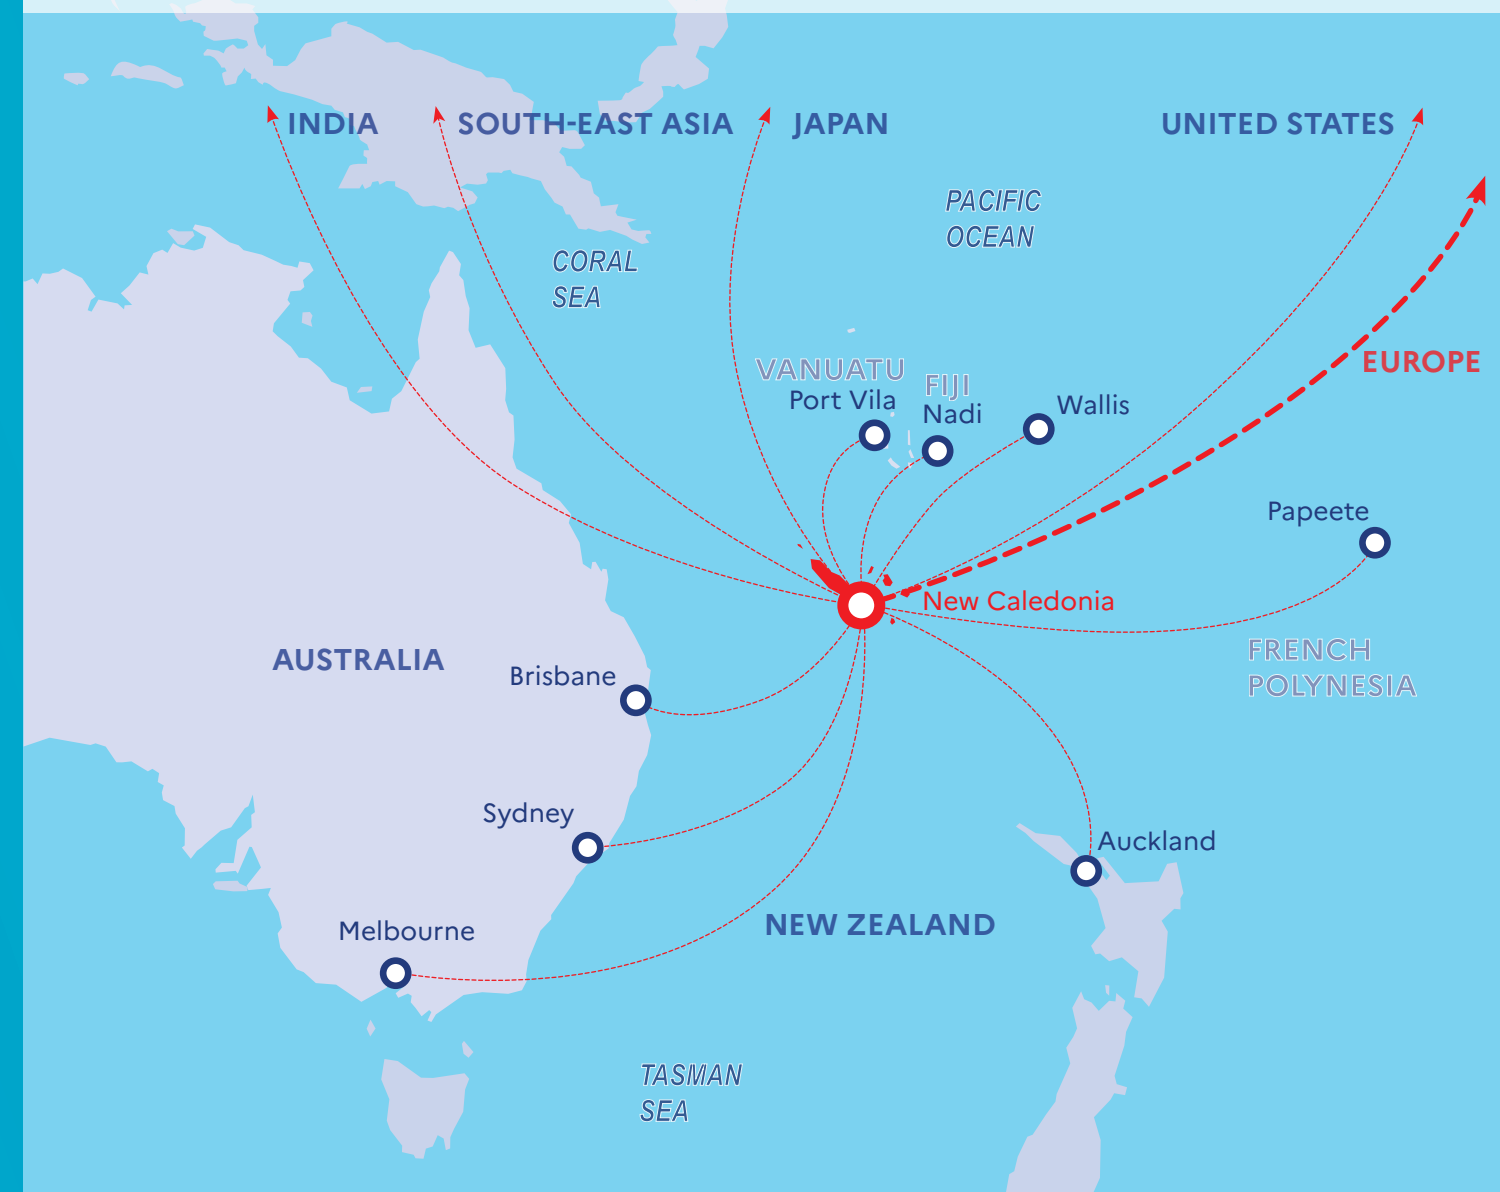 INDIA
SOUTH-EAST ASIA
JAPAN
UNITED STATES
PACIFIC
OCEAN
CORAL
SEA
EUROPE
VANUATU
Port Vila
FIJI
Nadi
Wallis
Papeete
New Caledonia
FRENCH
POLYNESIA
AUSTRALIA
Brisbane
Sydney
Auckland
Melbourne
NEW ZEALAND
TASMAN
SEA